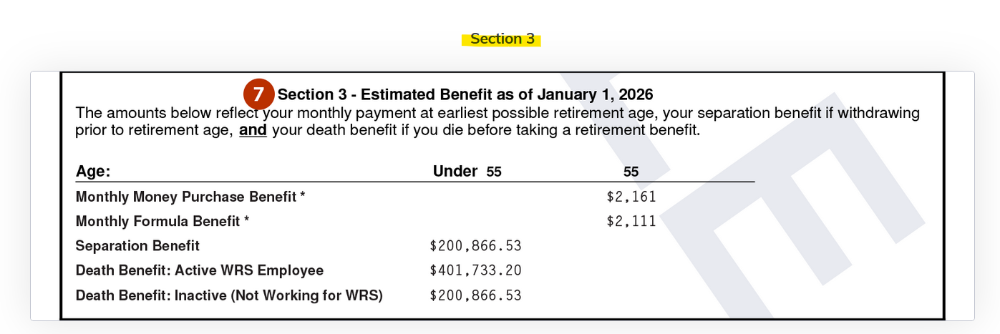 Section 3
7 Section 3 - Estimated Benefit as of January 1, 2026
The amounts below reflect your monthly payment at earliest possible retirement age, your separation benefit if withdrawing
prior to retirement age, and your death benefit if you die before taking a retirement benefit.
Age: Under 55 55
Monthly Money Purchase Benefit * $2,161
Monthly Formula Benefit * $2,111
Separation Benefit $200,866.53
Death Benefit: Active WRS Employee $401,733.20
Death Benefit: Inactive (Not Working for WRS) $200,866.53